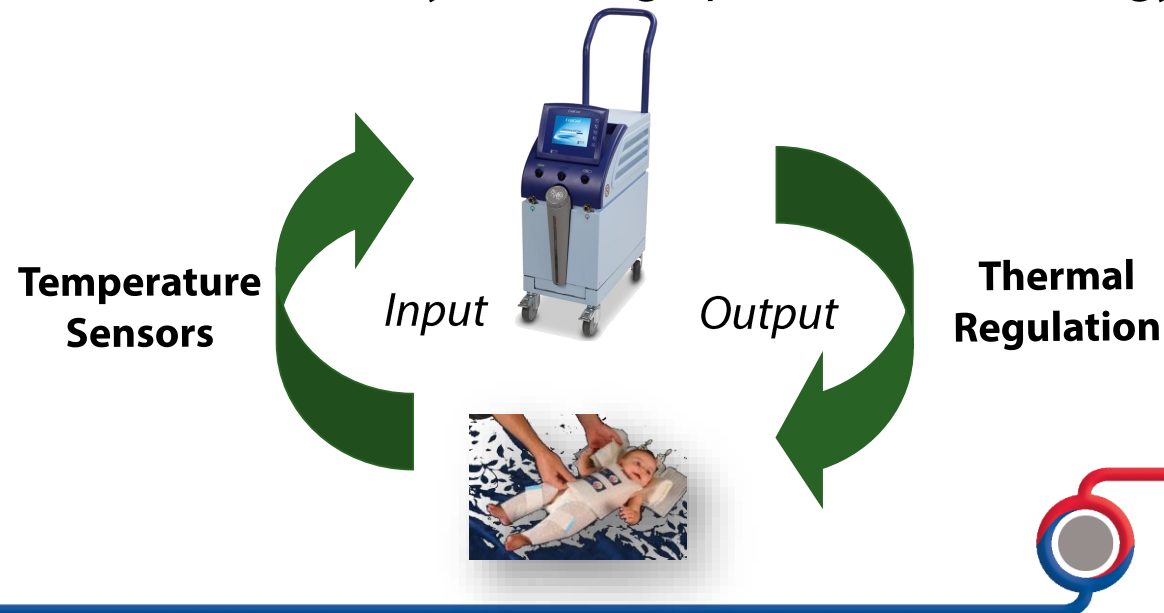 Temperature
Sensors
Input
Output
Thermal
Regulation